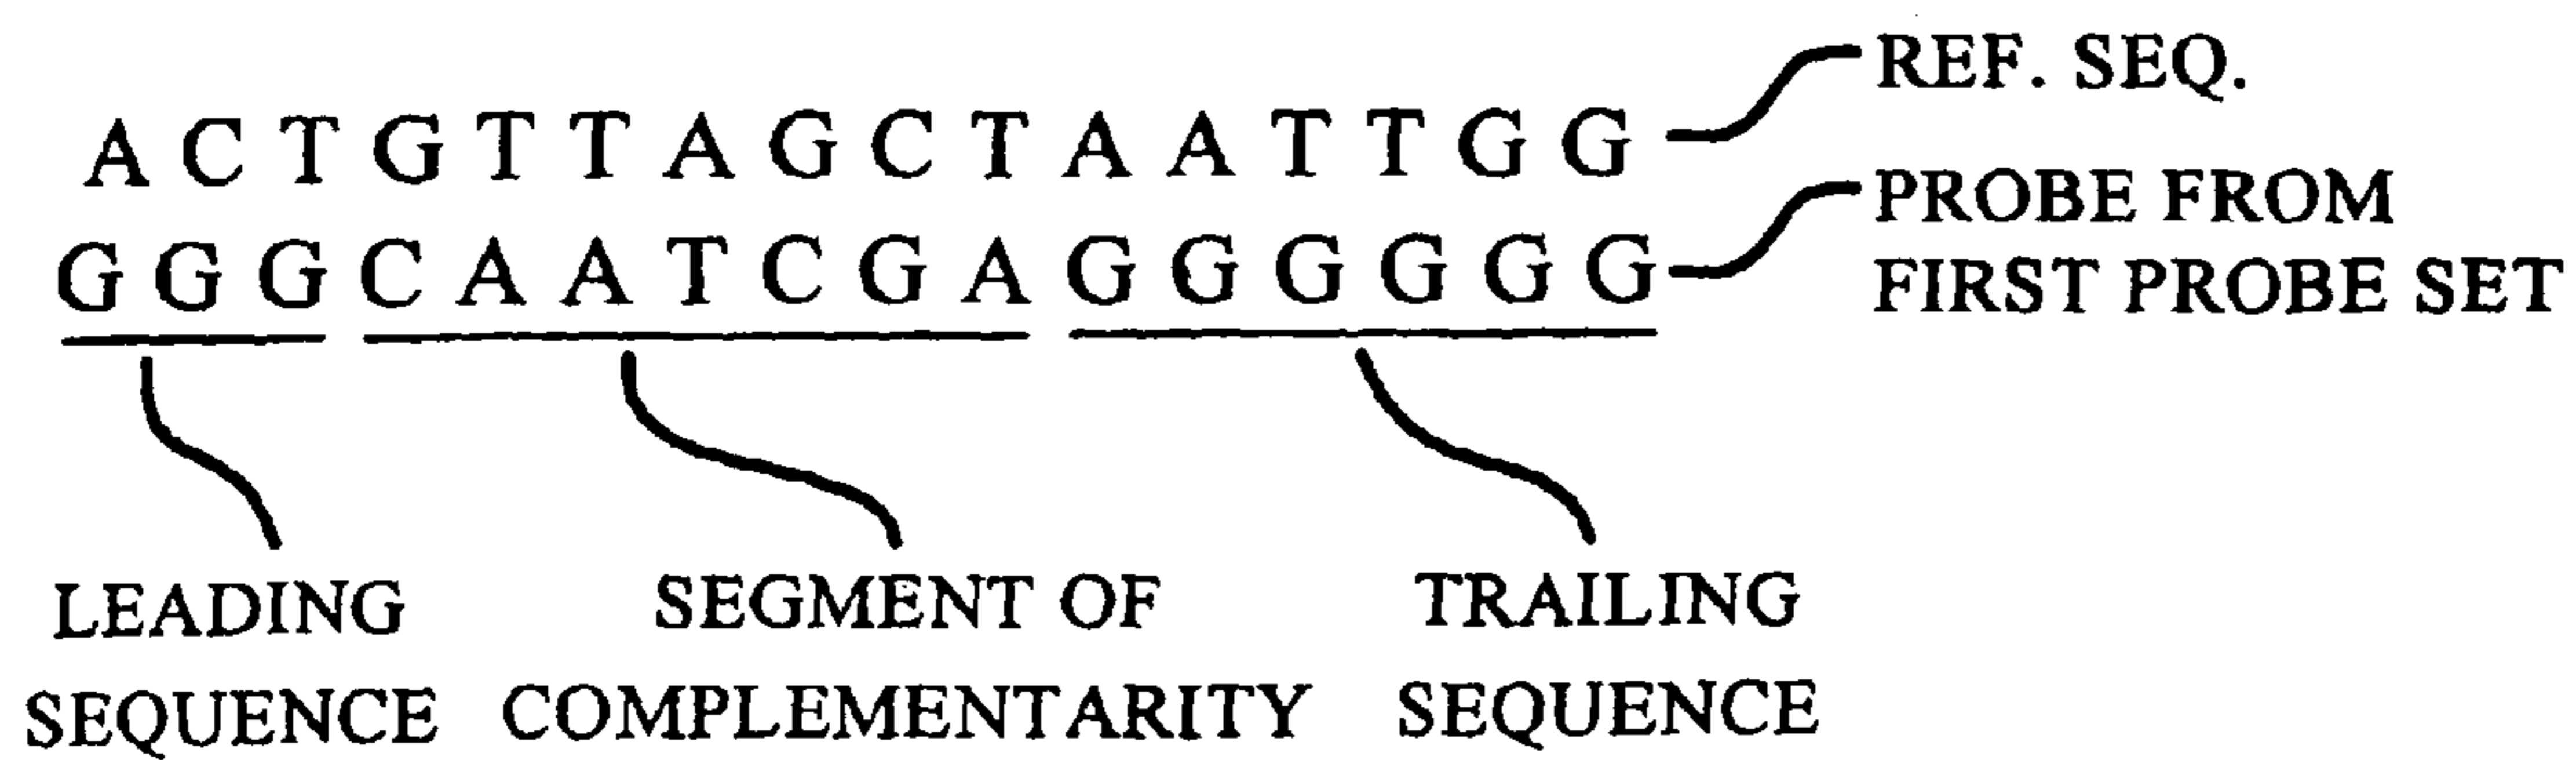 REF. SEQ.
A C T G T T A G C T A A T T G G
PROBE FROM
G G G C A A T C G A G G G G G G
FIRST PROBE SET
LEADING SEGMENT OF TRAILING
SEQUENCE COMPLEMENTARITY SEQUENCE